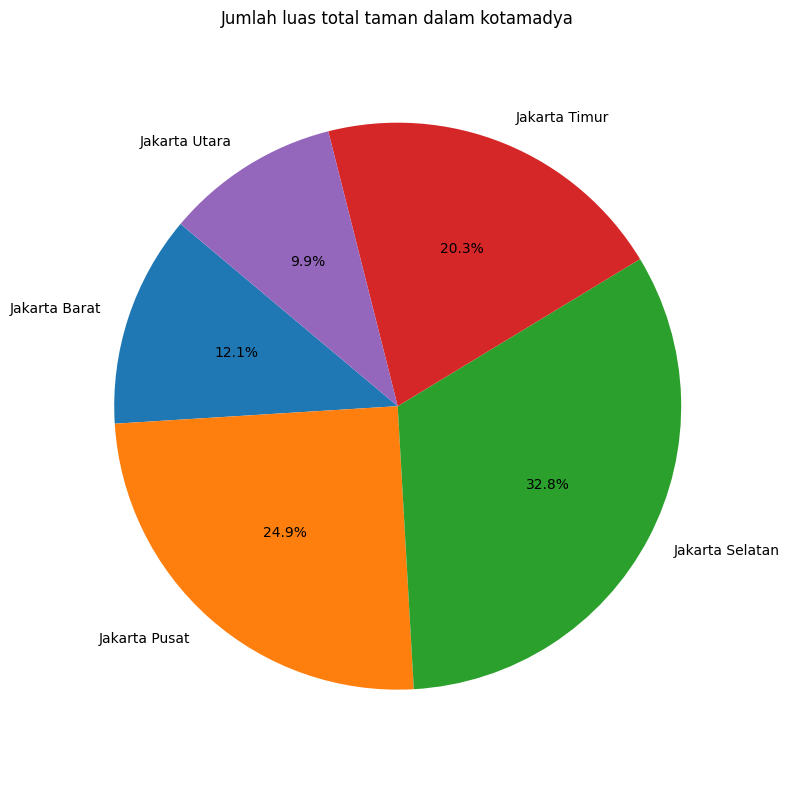 Jumlah luas total taman dalam kotamadya
Jakarta Timur
Jakarta Utara
20.3%
9.9%
Jakarta Barat
12.1%
32.8%
24.9%
Jakarta Selatan
Jakarta Pusat